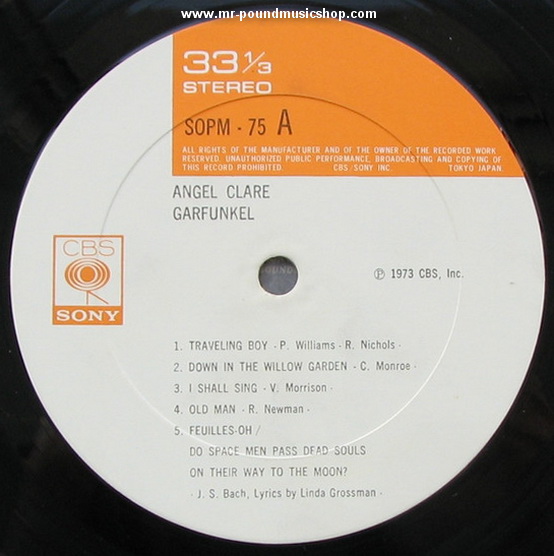 www.mr-poundmusicshop.com
33 1/3
STEREO
SOPM - 75 A
ALL RIGHTS OF THE MANUFACTURER AND OF THE OWNER OF THE RECORDED WORK
RESERVED. UNAUTHORIZED PUBLIC PERFORMANCE, BROADCASTING AND COPYING OF
THIS RECORD PROHIBITED. CBS/SONY INC. TOKYO JAPAN
ANGEL CLARE
GARFUNKEL
CBS
SONY
℗ 1973 CBS, Inc.
1. TRAVELING BOY - P. Williams - R. Nichols -
2. DOWN IN THE WILLOW GARDEN - C. Monroe -
3. I SHALL SING - V. Morrison -
4. OLD MAN - R. Newman -
5. FEUILLES-OH /
DO SPACE MEN PASS DEAD SOULS
ON THEIR WAY TO THE MOON?
- J. S. Bach, Lyrics by Linda Grossman -